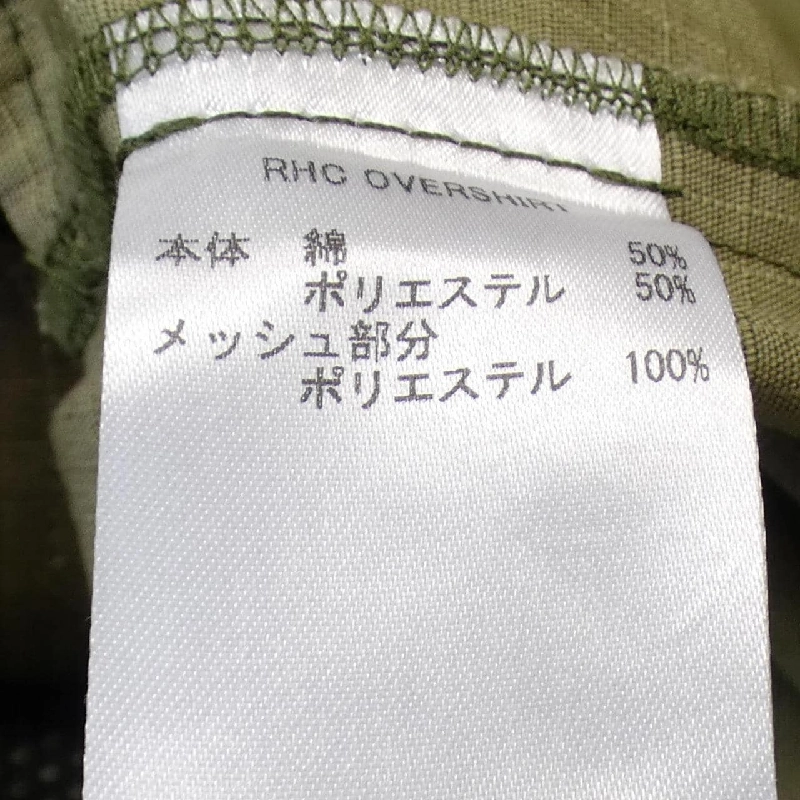 RHC OVERSHIRT
本体 綿 50%
ポリエステル 50%
メッシュ部分
ポリエステル 100%